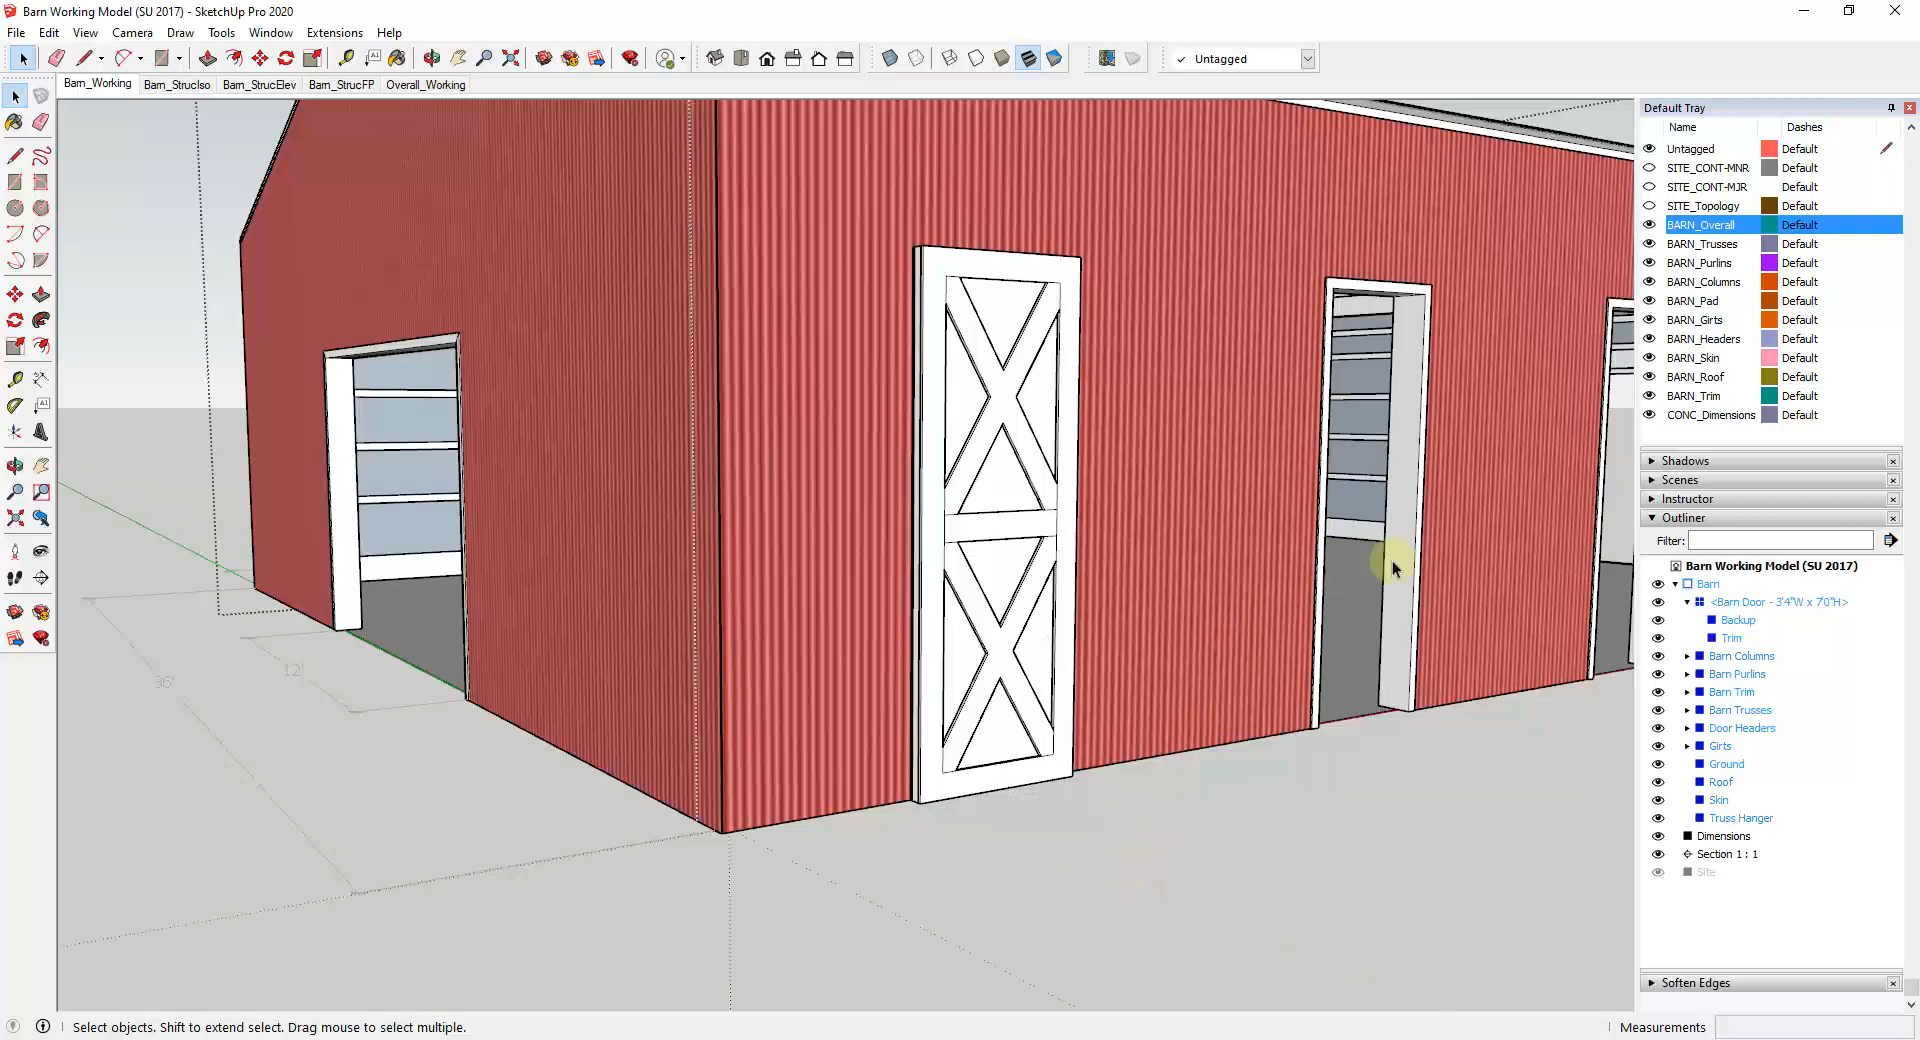 Barn Working Model (SU 2017) - SketchUp Pro 2020
File Edit View Camera Draw Tools Window Extensions Help
A1
✓ Untagged
Barn_Working Barn_StrucIso Barn_StrucElev Barn_StrucFP Overall_Working
Default Tray
Name Dashes
Untagged Default
SITE_CONT-MNR Default
SITE_CONT-MJR Default
SITE_Topology Default
BARN_Overall Default
BARN_Trusses Default
BARN_Purlins Default
BARN_Columns Default
BARN_Pad Default
BARN_Girts Default
BARN_Headers Default
BARN_Skin Default
BARN_Roof Default
BARN_Trim Default
CONC_Dimensions Default
A1
Shadows
Scenes
Instructor
Outliner
Filter:
Barn Working Model (SU 2017)
Barn
<Barn Door - 3'4"W x 7'0"H>
Backup
Trim
Barn Columns
Barn Purlins
Barn Trim
Barn Trusses
Door Headers
Girts
Ground
Roof
Skin
Truss Hanger
Dimensions
Section 1 : 1
Site
36'
12'
Soften Edges
Select objects. Shift to extend select. Drag mouse to select multiple.
Measurements